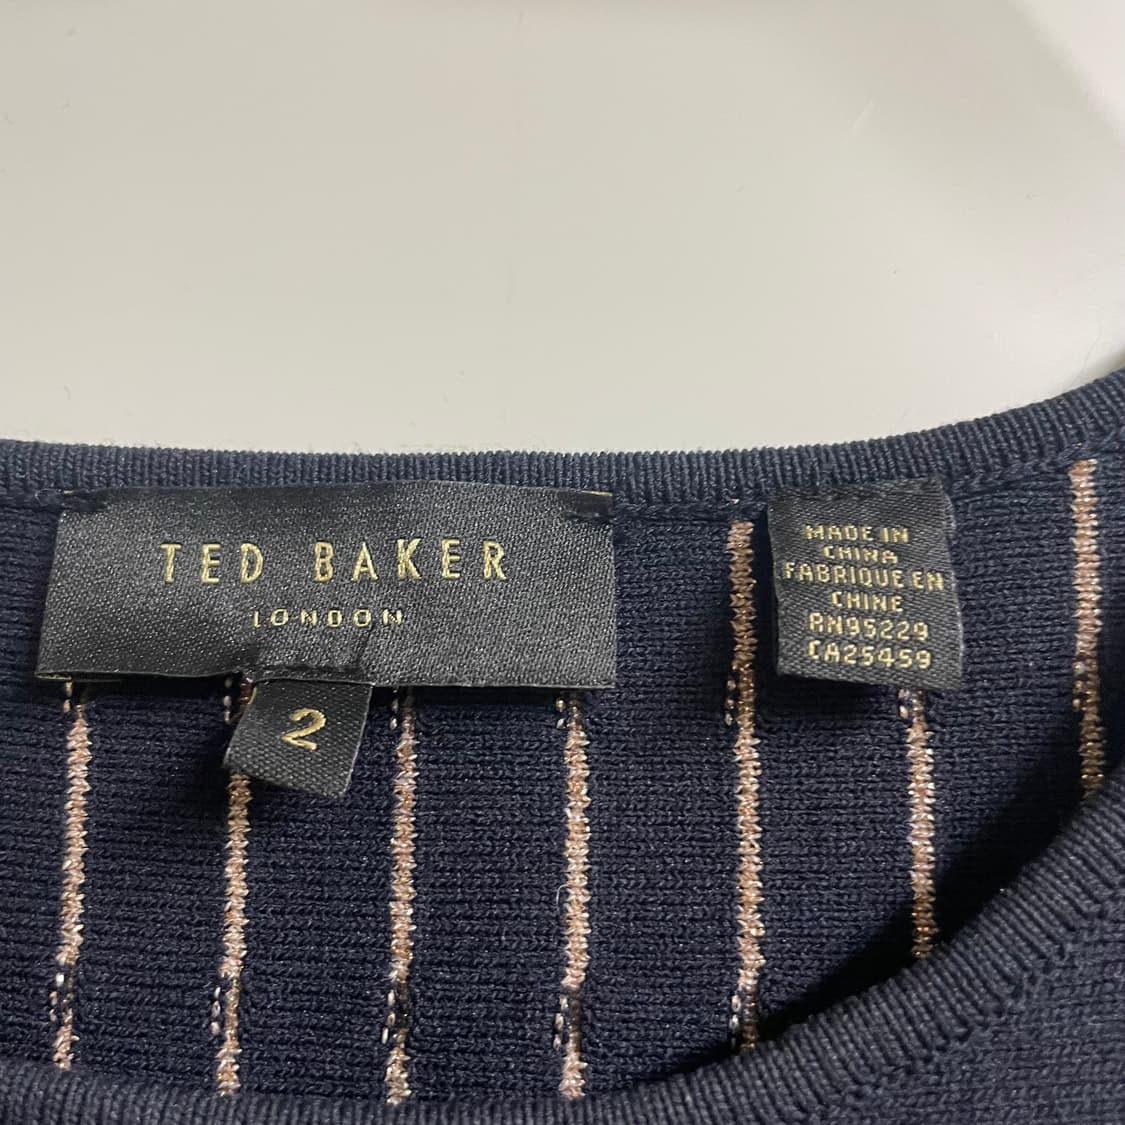 TED BAKER
LONDON
2
MADE IN
CHINA
FABRIQUE EN
CHINE
RN95229
CA25459